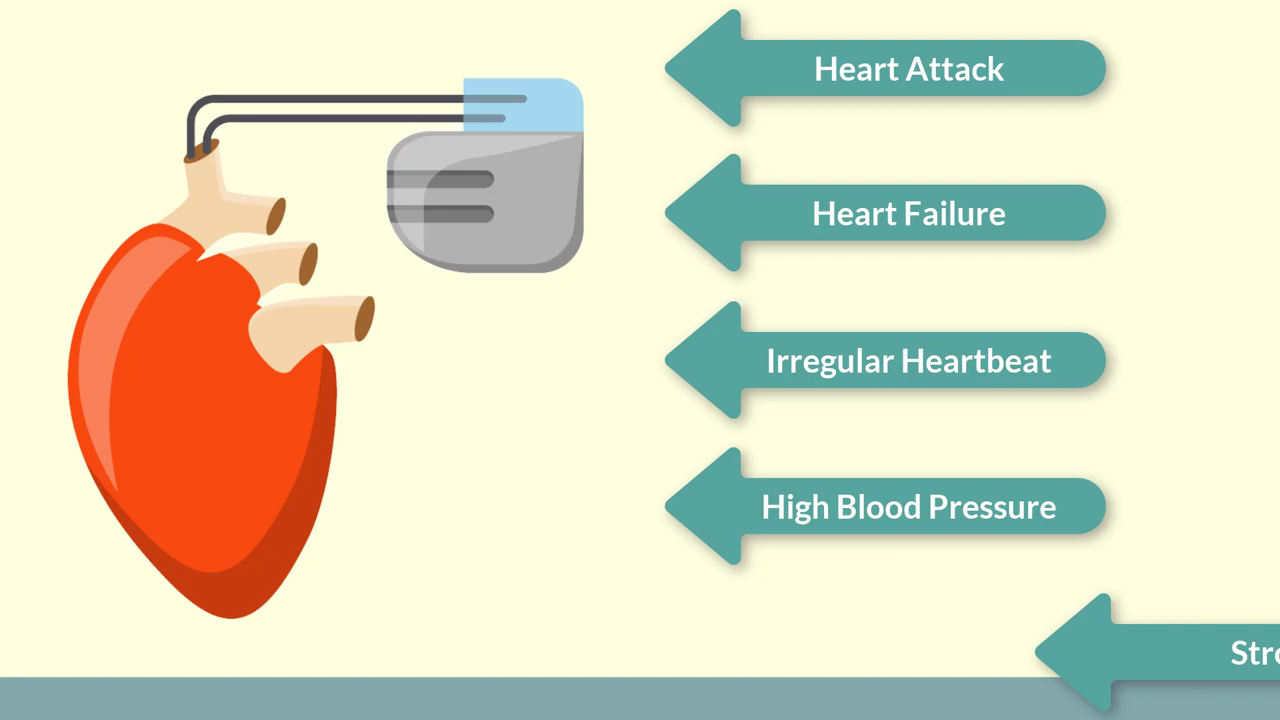 Heart Attack
Heart Failure
Irregular Heartbeat
High Blood Pressure